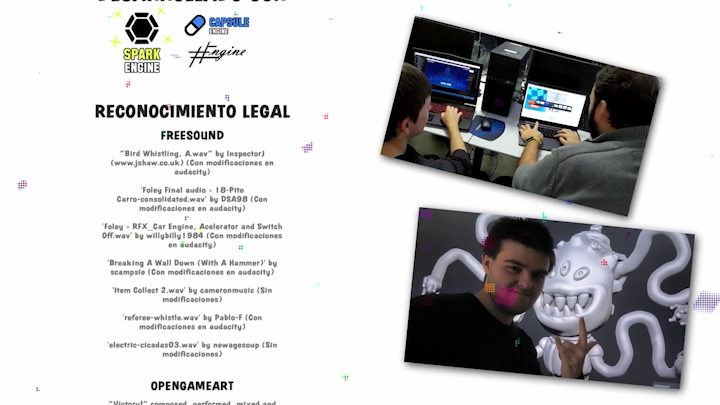 DESARROLLADO CON
SPARK
ENGINE
CAPSULE
ENGINE
#Engine
RECONOCIMIENTO LEGAL
FREESOUND
"Bird Whistling, A.wav" by InspectorJ
(www.jshaw.co.uk) (Con modificaciones en
audacity)
'Foley Final audio » 18-Pito
Carro-consolidated.wav' by DSA98 (Con
modificaciones en audacity)
'Foley » RFX_Car Engine, Acelerator and Switch
Off.wav' by willybilly1984 (Con modificaciones
en audacity)
'Breaking A Wall Down (With A Hammer)' by
scampsie (Con modificaciones en audacity)
'Item Collect 2.wav' by cameronmusic (Sin
modificaciones)
'referee-whistle.wav' by Pablo-F (Con
modificaciones en audacity)
'electric-cicadas03.wav' by newagesoup (Sin
modificaciones)
OPENGAMEART
"Victory!" composed, performed, mixed and